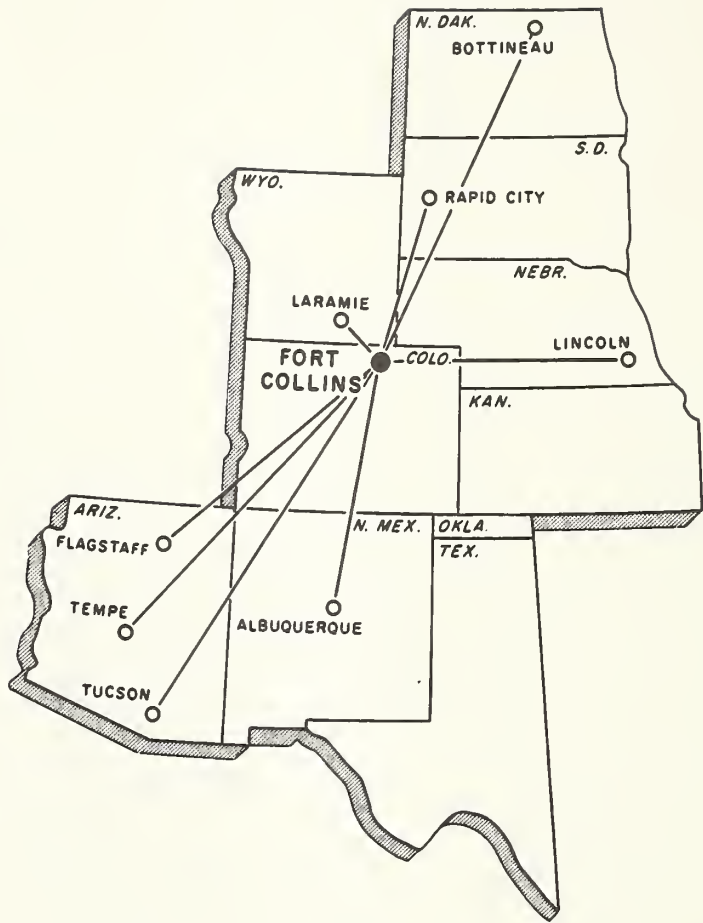 N. DAK.
BOTTINEAU
S. D.
WYO.
RAPID CITY
NEBR.
LARAMIE
LINCOLN
FORT
COLLINS
COLO.
KAN.
ARIZ.
N. MEX.
OKLA.
FLAGSTAFF
TEX.
TEMPE
ALBUQUERQUE
TUCSON